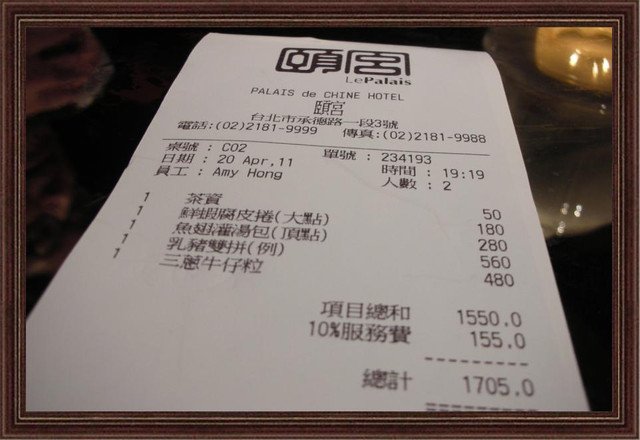 頤宮
LePalais
PALAIS de CHINE HOTEL
頤宮
台北市承德路一段3號
電話:(02)2181-9999 傳真:(02)2181-9988
桌號 : C02 單號 : 234193
日期 : 20 Apr,11 時間 : 19:19
員工 : Amy Hong 人數 : 2
1 茶資 50
1 鮮蝦腐皮捲(大點) 180
1 魚翅灌湯包(頂點) 280
1 乳豬雙拼(例) 560
1 三蔥牛仔粒 480
項目總和 1550.0
10%服務費 155.0
總計 1705.0